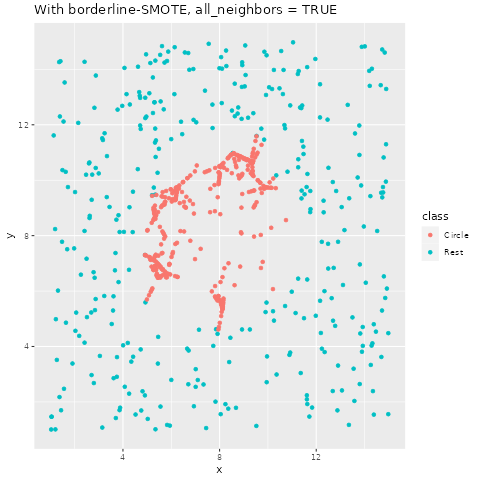 With borderline-SMOTE, all_neighbors = TRUE
12
8
4
y
4
8
12
x
class
Circle
Rest